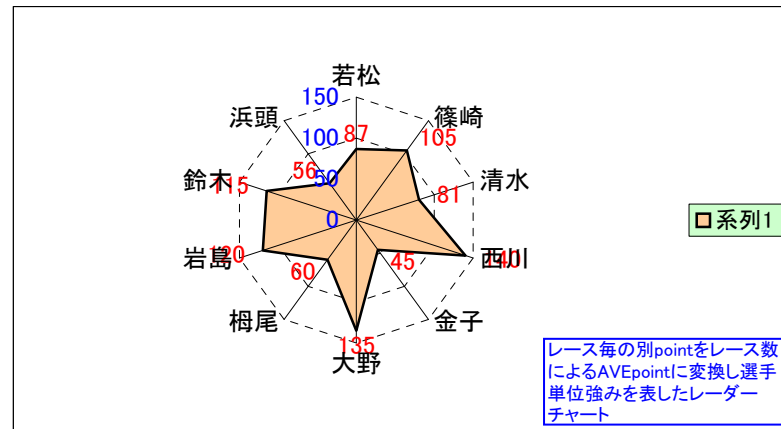 若松
150
浜頭
篠崎
100
87
105
56
50
鈴木
115
81
清水
0
系列1
岩島
120
西川
140
60
45
栂尾
金子
135
大野
レース毎の別pointをレース数
によるAVEpointに変換し選手
単位強みを表したレーダー
チャート